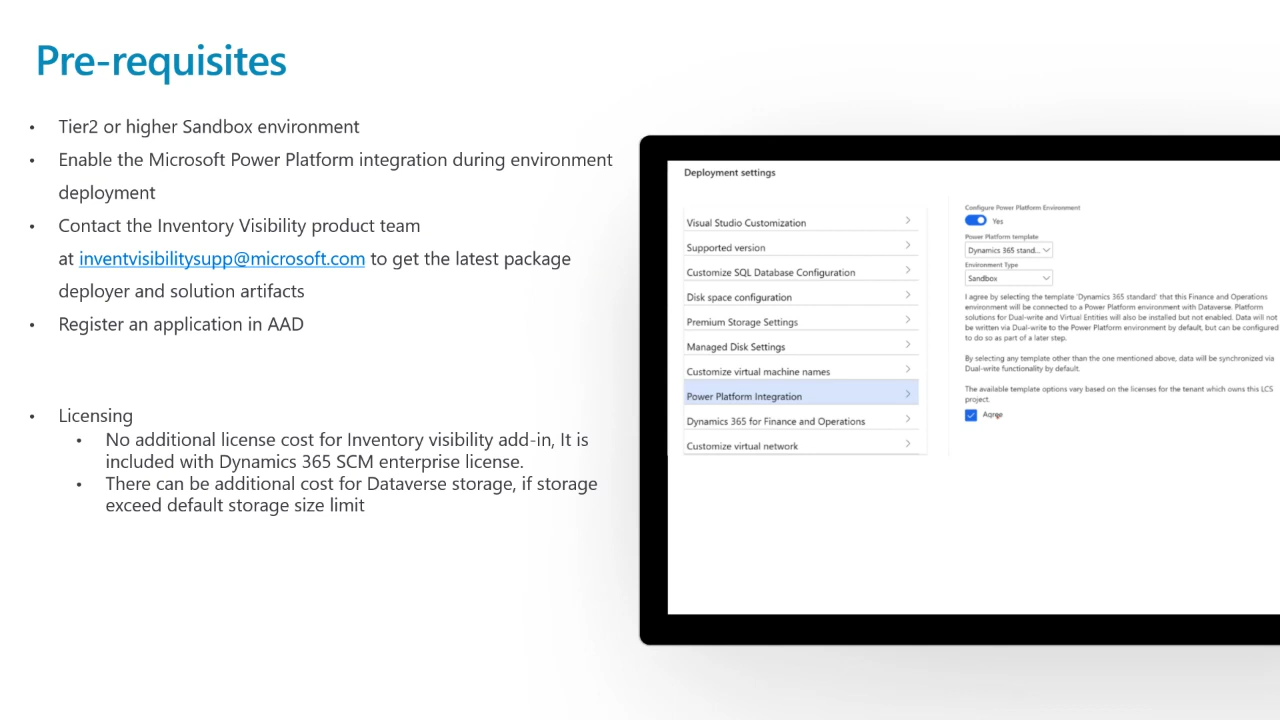 Pre-requisites
• Tier2 or higher Sandbox environment
• Enable the Microsoft Power Platform integration during environment
deployment
• Contact the Inventory Visibility product team
at inventvisibilitysupp@microsoft.com to get the latest package
deployer and solution artifacts
• Register an application in AAD
• Licensing
• No additional license cost for Inventory visibility add-in, It is
included with Dynamics 365 SCM enterprise license.
• There can be additional cost for Dataverse storage, if storage
exceed default storage size limit
Deployment settings
Visual Studio Customization
Supported version
Customize SQL Database Configuration
Disk space configuration
Premium Storage Settings
Managed Disk Settings
Customize virtual machine names
Power Platform Integration
Dynamics 365 for Finance and Operations
Customize virtual network
Configure Power Platform Environment
Yes
Power Platform template
Dynamics 365 stand...
Environment Type
Sandbox
I agree by selecting the template 'Dynamics 365 standard' that this Finance and Operations
environment will be connected to a Power Platform environment with Dataverse. Platform
solutions for Dual-write and Virtual Entities will also be installed but not enabled. Data will not
be written via Dual-write to the Power Platform environment by default, but can be configured
to do so as part of a later step.
By selecting any template other than the one mentioned above, data will be synchronized via
Dual-write functionality by default.
The available template options vary based on the licenses for the tenant which owns this LCS
project.
Agree